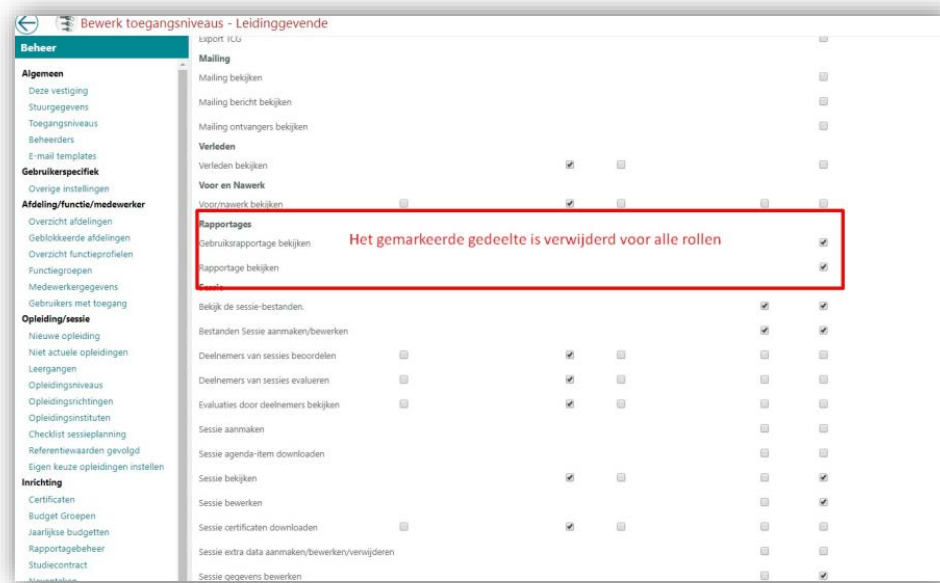 Bewerk toegangsniveaus - Leidinggevende
Beheer
Algemeen
Deze vestiging
Stuurgegevens
Toegangsniveaus
Beheerders
E-mail templates
Gebruikerspecifiek
Overige instellingen
Afdeling/functie/medewerker
Overzicht afdelingen
Geblokkeerde afdelingen
Overzicht functieprofielen
Functiegroepen
Medewerkergegevens
Gebruikers met toegang
Opleiding/sessie
Nieuwe opleiding
Niet actuele opleidingen
Leergangen
Opleidingsniveaus
Opleidingsrichtingen
Opleidingsinstituten
Checklist sessieplanning
Referentiewaarden gevolgd
Eigen keuze opleidingen instellen
Inrichting
Certificaten
Budget Groepen
Jaarlijkse budgetten
Rapportagebeheer
Studiecontract
Export TCG
Mailing
Mailing bekijken
Mailing bericht bekijken
Mailing ontvangers bekijken
Verleden
Verleden bekijken
Voor en Nawerk
Voor/nawerk bekijken
Rapportages
Gebruiksrapportage bekijken
Het gemarkeerde gedeelte is verwijderd voor alle rollen
Rapportage bekijken
Sessie
Bekijk de sessie-bestanden.
Bestanden Sessie aanmaken/bewerken
Deelnemers van sessies beoordelen
Deelnemers van sessies evalueren
Evaluaties door deelnemers bekijken
Sessie aanmaken
Sessie agenda-item downloaden
Sessie bekijken
Sessie bewerken
Sessie certificaten downloaden
Sessie extra data aanmaken/bewerken/verwijderen
Sessie gegevens bewerken